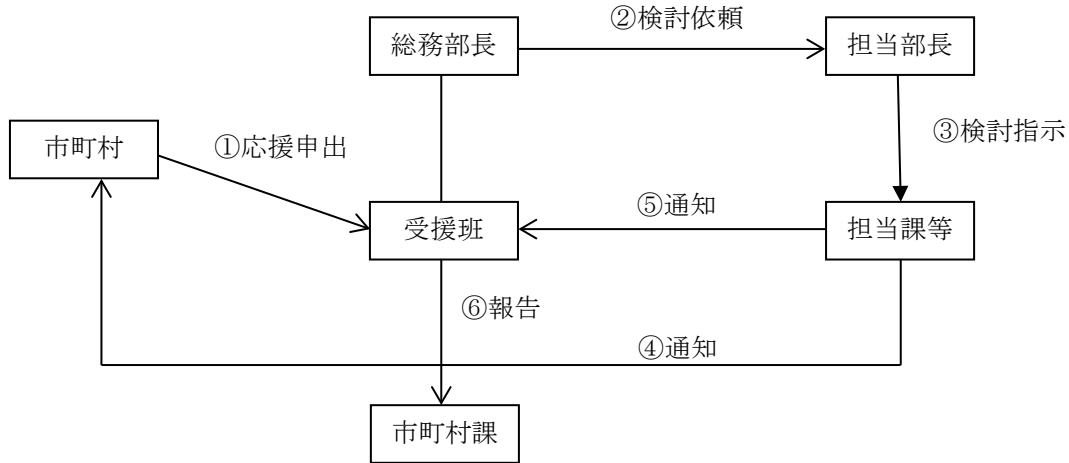 ②検討依頼
総務部長
担当部長
市町村
①応援申出
③検討指示
受援班
⑤通知
担当課等
⑥報告
④通知
市町村課